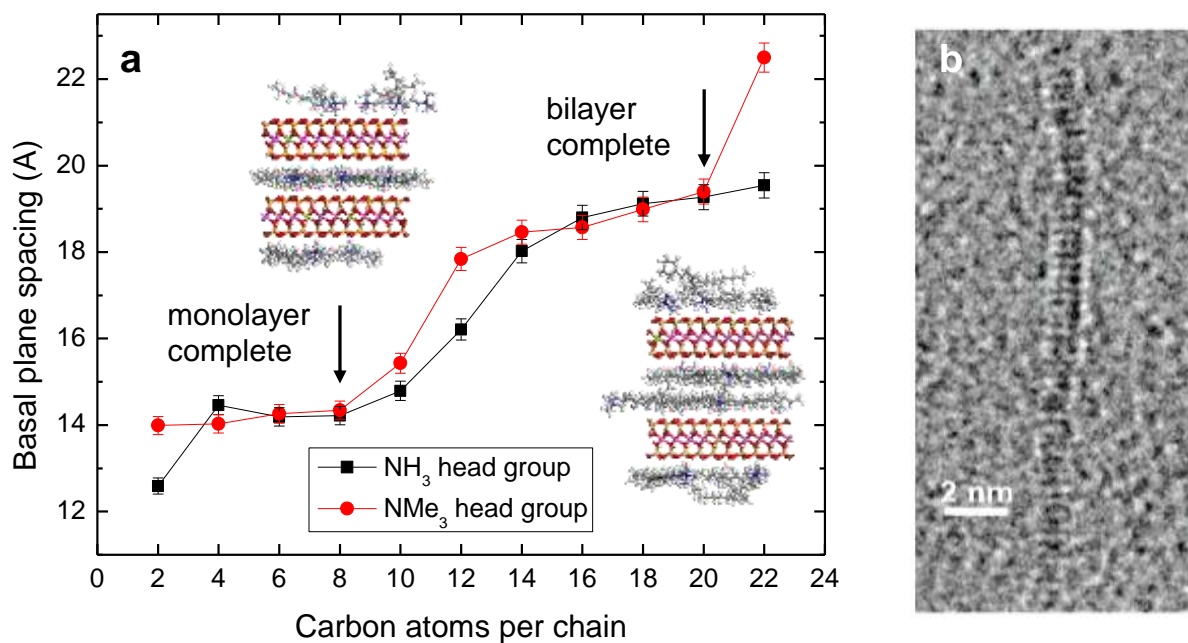 a
b
22
20
18
16
14
12
Basal plane spacing (A)
bilayer
complete
monolayer
complete
NH3 head group
NMe3 head group
0 2 4 6 8 10 12 14 16 18 20 22 24
Carbon atoms per chain
2 nm